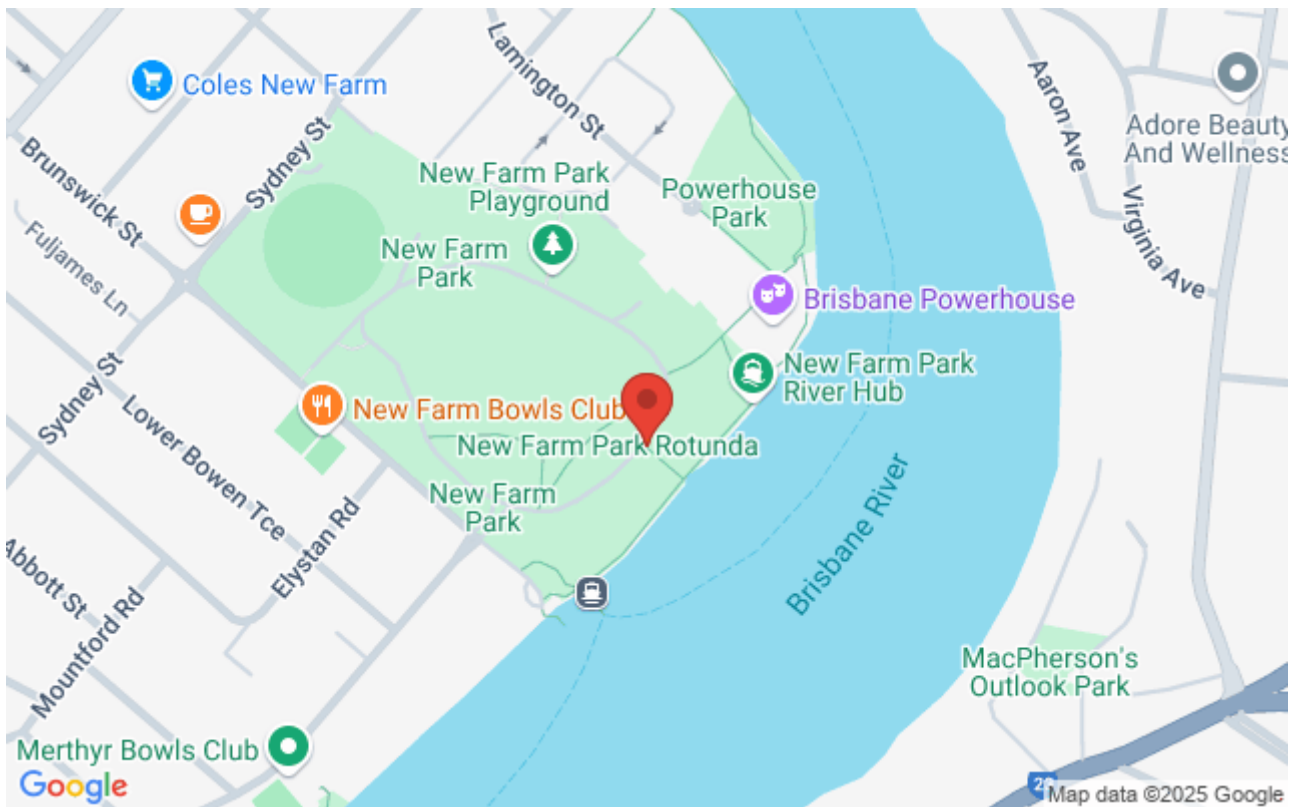 Lamington St
Coles New Farm
Aaron Ave
Adore Beauty
And Wellness
Brunswick St
Sydney St
New Farm Park
Playground
Powerhouse
Park
Virginia Ave
Fuljames Ln
New Farm
Park
Brisbane Powerhouse
New Farm Park
River Hub
Sydney St
New Farm Bowls Club
Lower Bowen Tce
New Farm Park Rotunda
New Farm
Park
Brisbane River
Elystan Rd
Abbott St
Mountford Rd
MacPherson's
Outlook Park
Merthyr Bowls Club
Google
Map data ©2025 Google